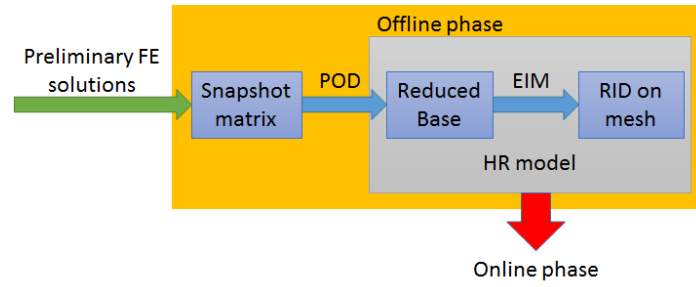 Offline phase
Preliminary FE
solutions
Snapshot
matrix
POD
Reduced
Base
EIM
RID on
mesh
HR model
Online phase